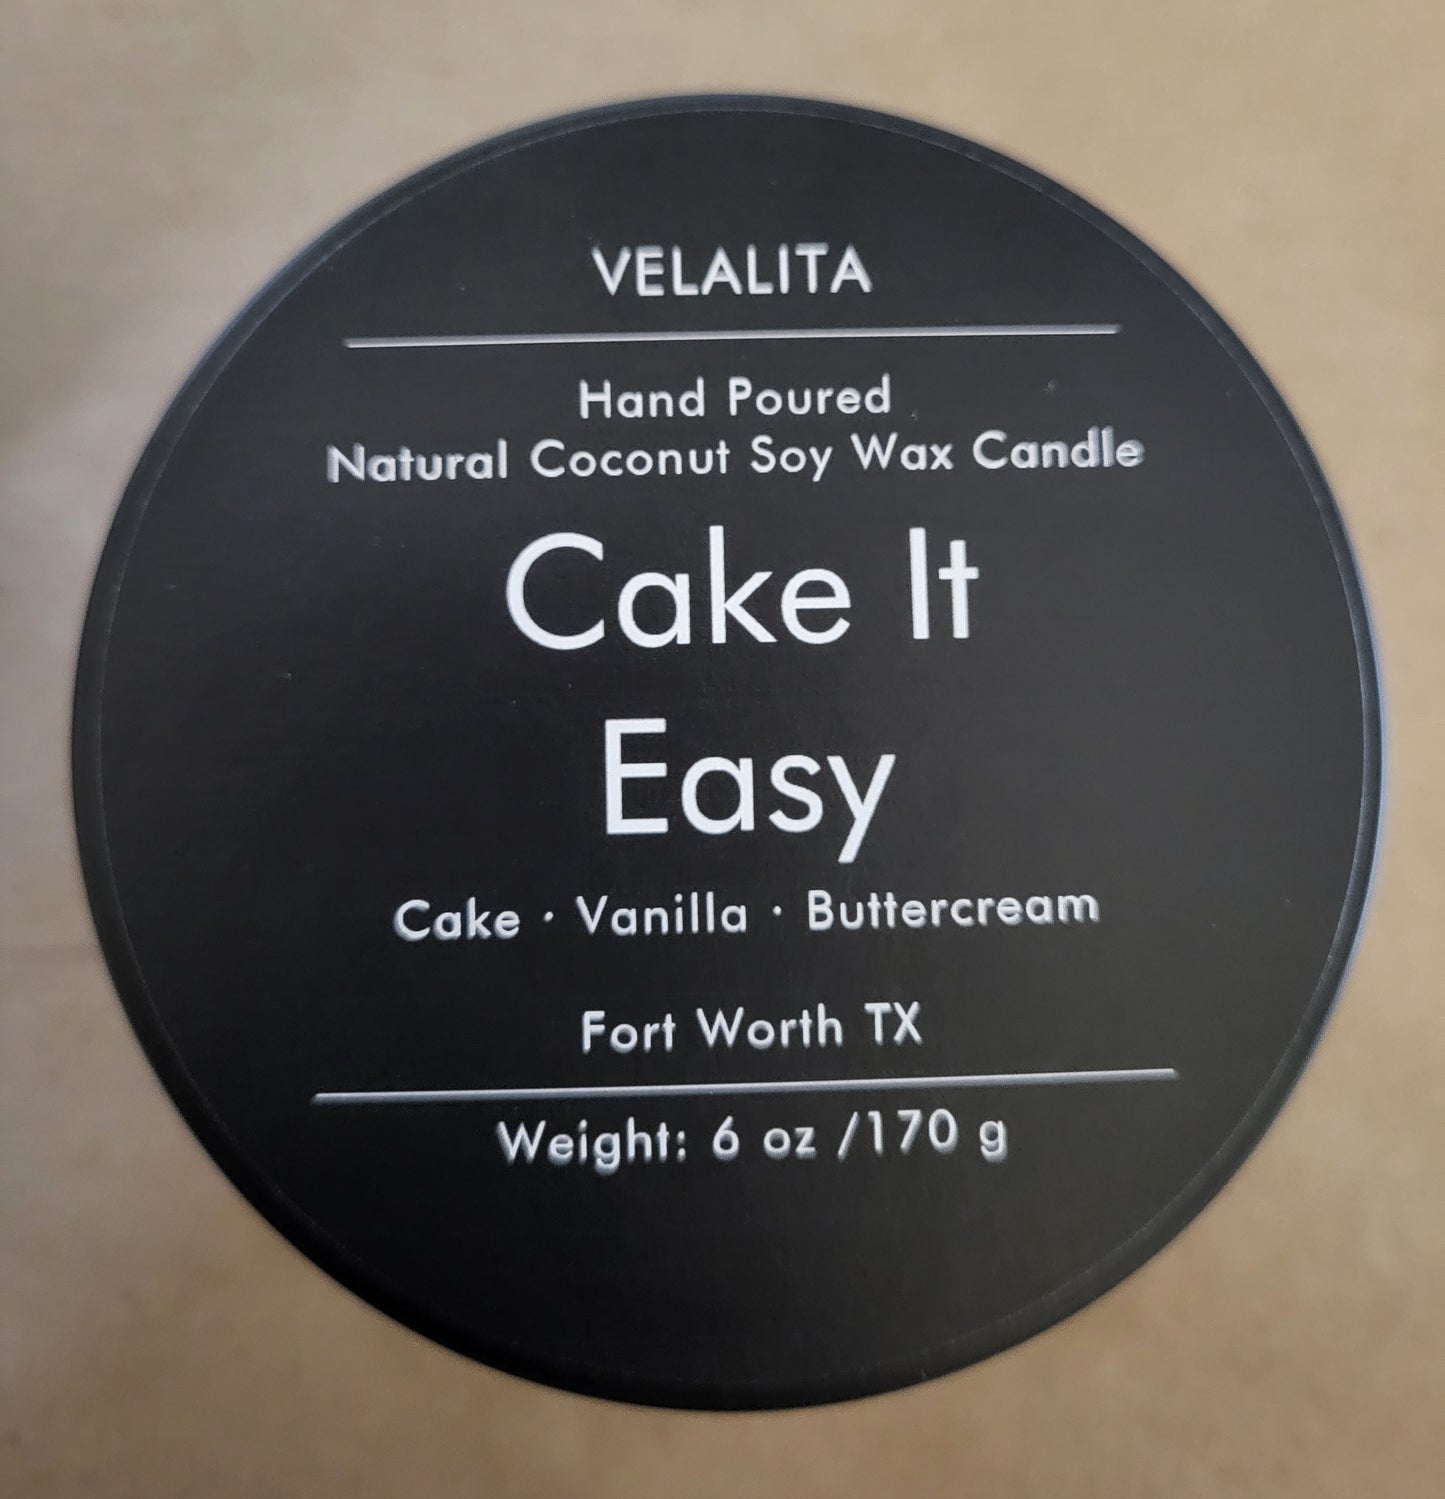 VELALITA
Hand Poured
Natural Coconut Soy Wax Candle
Cake It
Easy
Cake · Vanilla · Buttercream
Fort Worth TX
Weight: 6 oz /170 g